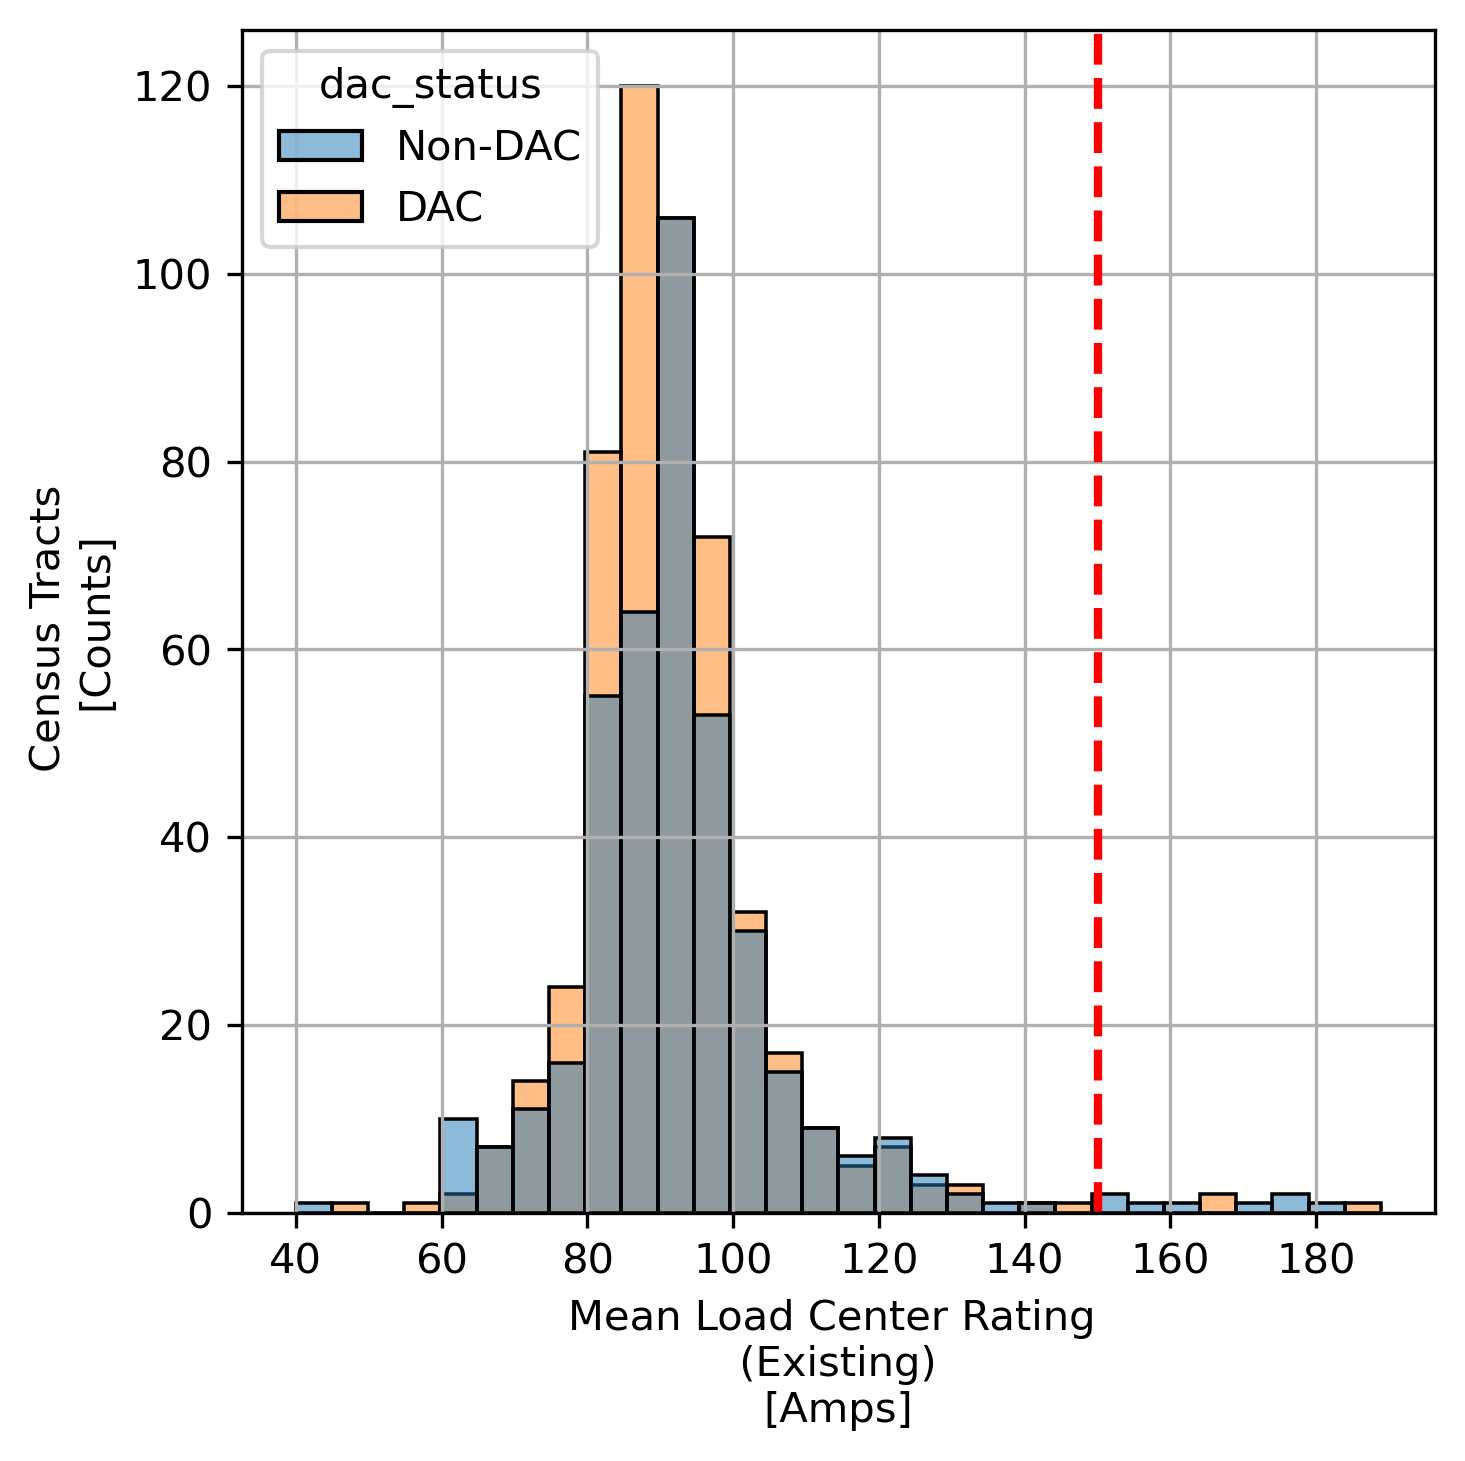 dac_status
Non-DAC
DAC
120
100
80
60
40
20
0
Census Tracts
[Counts]
40 60 80 100 120 140 160 180
Mean Load Center Rating
(Existing)
[Amps]